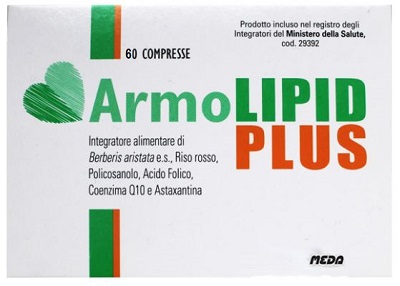 Prodotto incluso nel registro degli
Integratori del Ministero della Salute,
cod. 29392
60 COMPRESSE
ArmoLIPID
PLUS
Integratore alimentare di
Berberis aristata e.s., Riso rosso,
Policosanolo, Acido Folico,
Coenzima Q10 e Astaxantina
MEDA